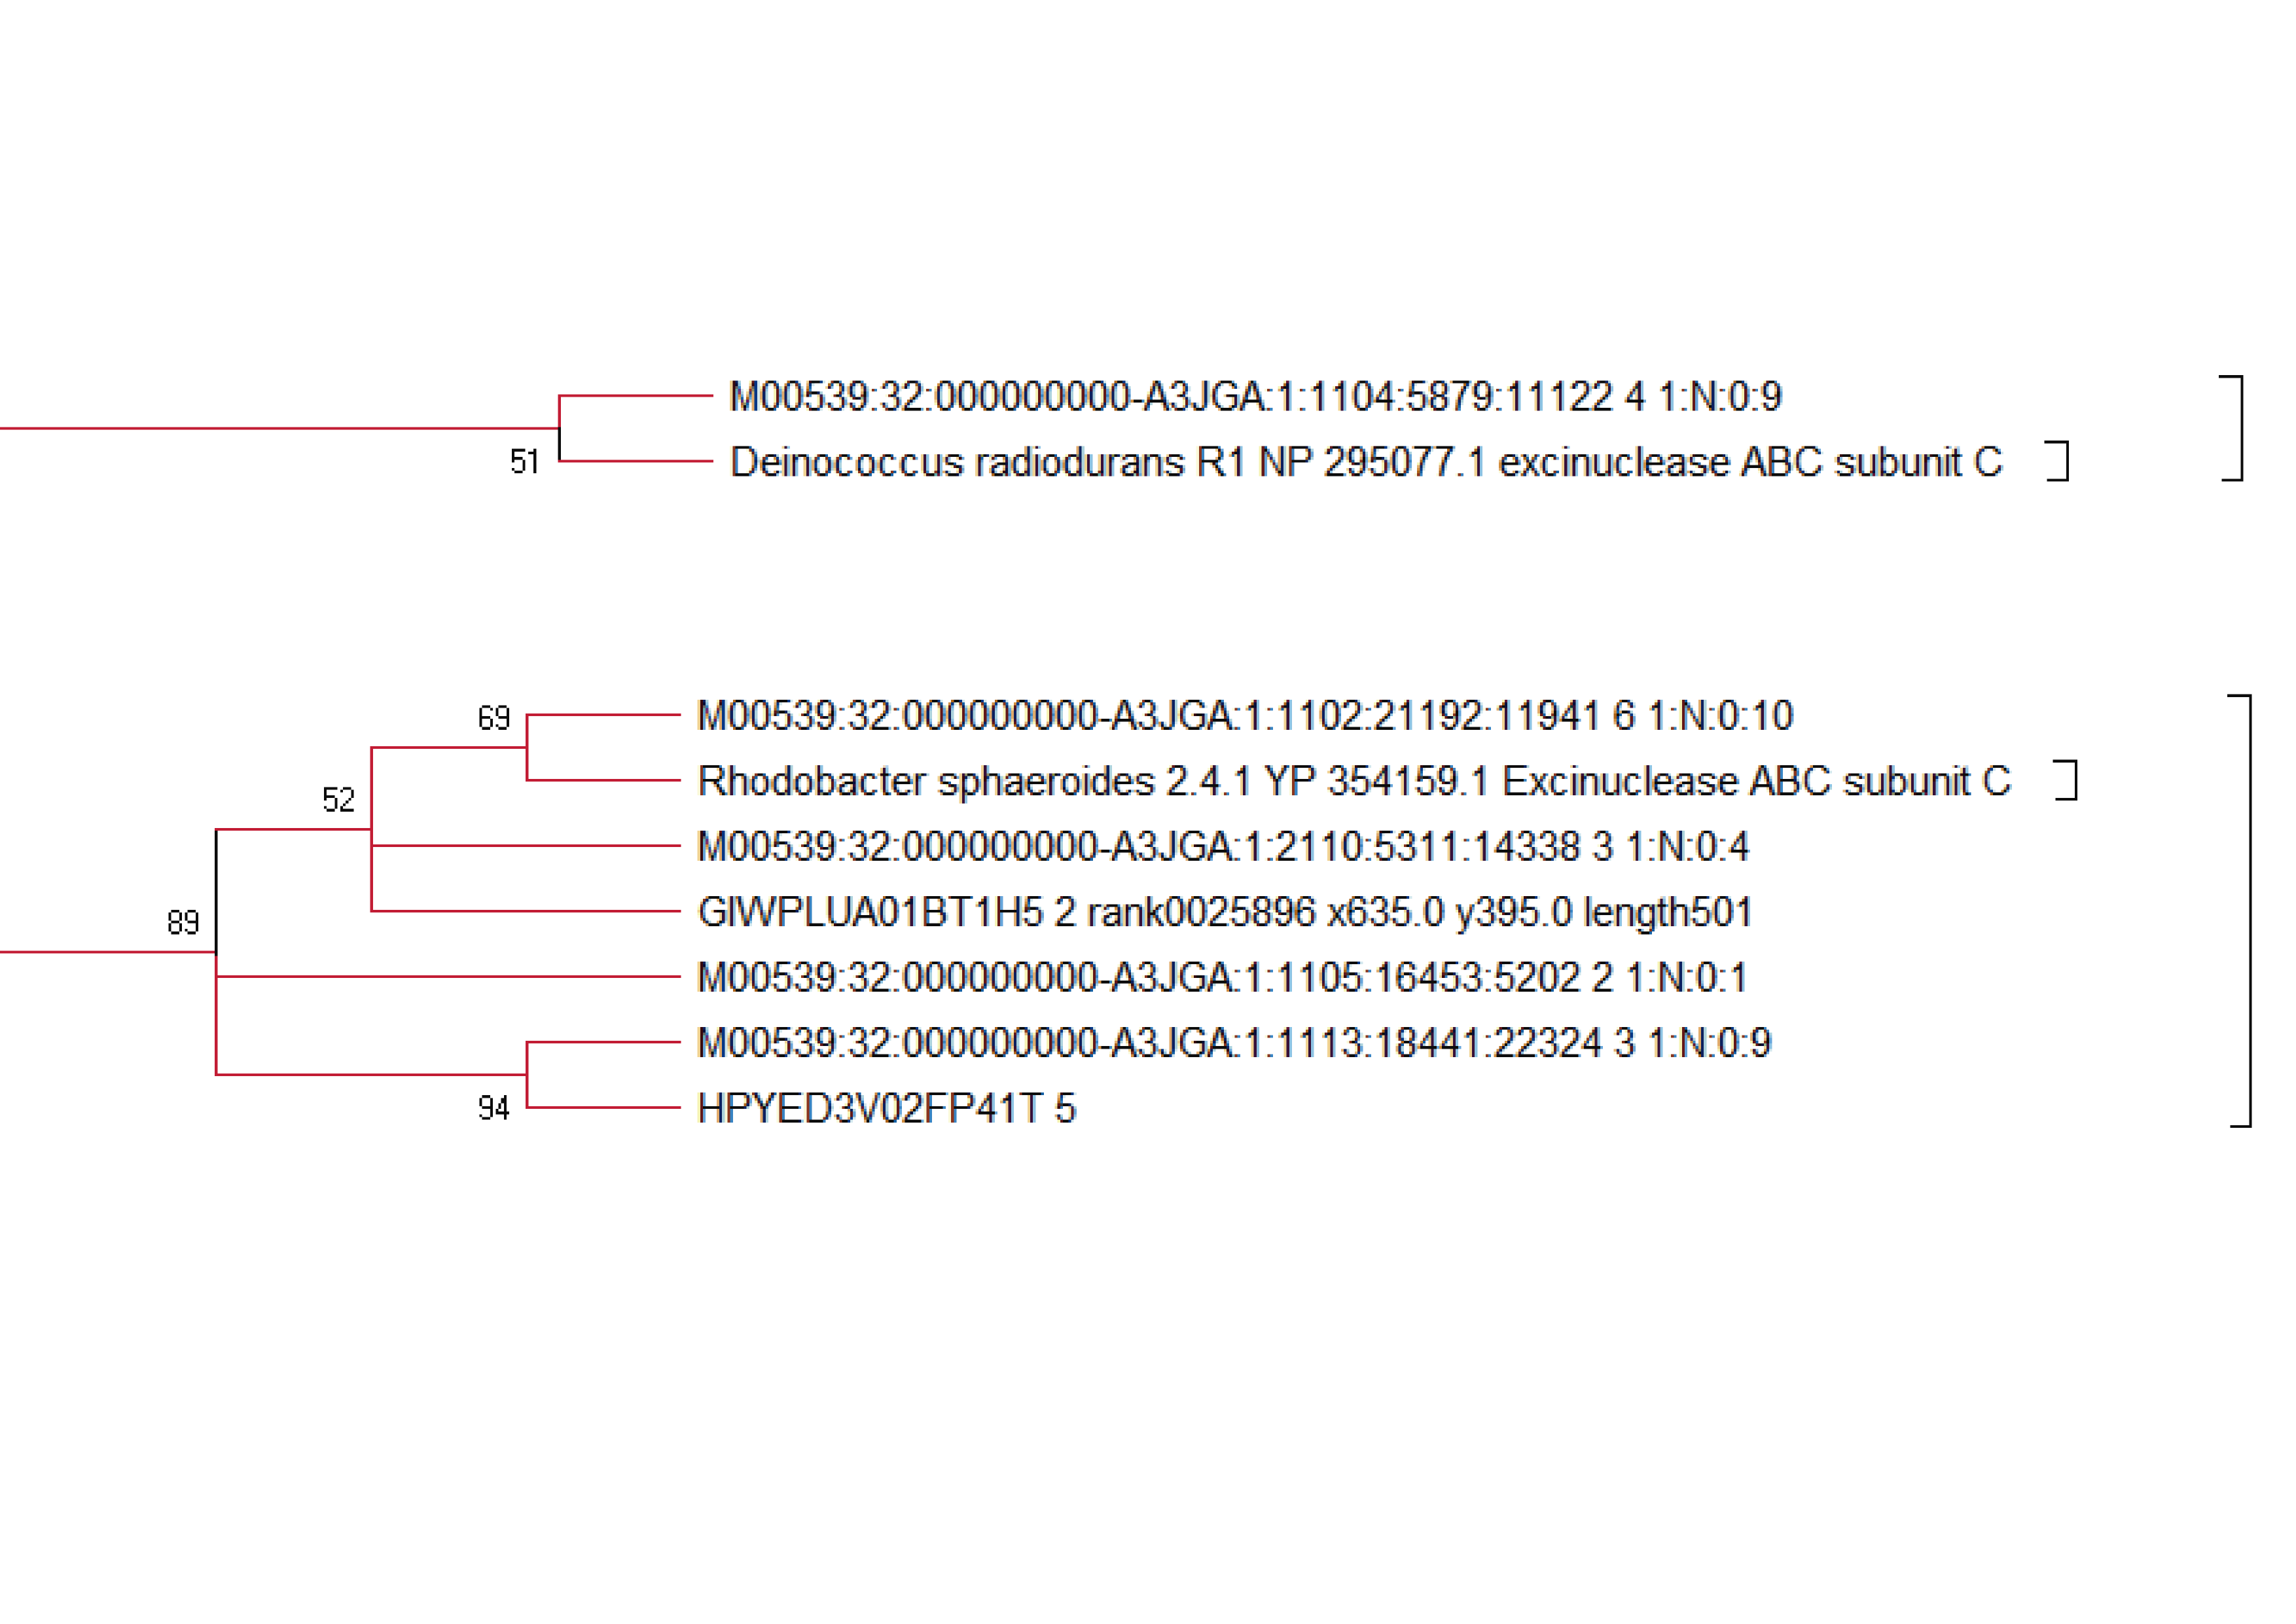 M00539:32:000000000-A3JGA:1:1104:5879:11122 4 1:N:0:9
51
Deinococcus radiodurans R1 NP 295077.1 excinuclease ABC subunit C
69
M00539:32:000000000-A3JGA:1:1102:21192:11941 6 1:N:0:10
Rhodobacter sphaeroides 2.4.1 YP 354159.1 Excinuclease ABC subunit C
52
M00539:32:000000000-A3JGA:1:2110:5311:14338 3 1:N:0:4
GIWPLUA01BT1H5 2 rank0025896 x635.0 y395.0 length501
89
M00539:32:000000000-A3JGA:1:1105:16453:5202 2 1:N:0:1
M00539:32:000000000-A3JGA:1:1113:18441:22324 3 1:N:0:9
94
HPYED3V02FP41T 5